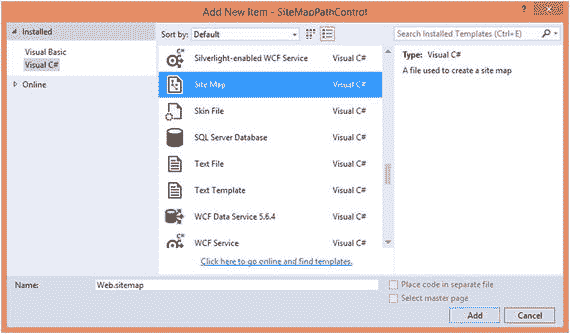 Add New Item - SiteMapPathControl
Installed
Visual Basic
Visual C#
Online
Sort by: Default
Search Installed Templates (Ctrl+E)
Silverlight-enabled WCF Service Visual C#
Site Map Visual C#
Skin File Visual C#
SQL Server Database Visual C#
Text File Visual C#
Text Template Visual C#
WCF Data Service 5.6.4 Visual C#
WCF Service Visual C#
Click here to go online and find templates.
Type: Visual C#
A file used to create a site map
Name: Web.sitemap
Place code in separate file
Select master page
Add Cancel